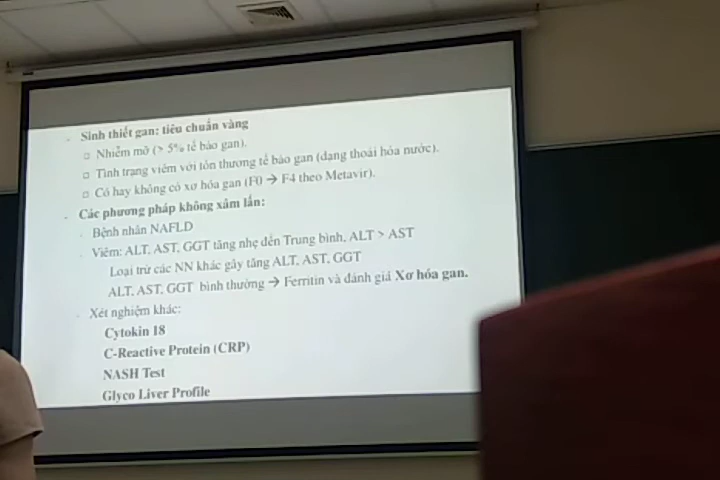 - Sinh thiết gan: tiêu chuẩn vàng
□ Nhiễm mỡ (> 5% tế bào gan).
□ Tình trạng viêm với tổn thương tế bào gan (dạng thoái hóa nước).
□ Có hay không có xơ hóa gan (F0 → F4 theo Metavir).
- Các phương pháp không xâm lấn:
- Bệnh nhân NAFLD
- Viêm: ALT, AST, GGT tăng nhẹ đến Trung bình, ALT > AST
Loại trừ các NN khác gây tăng ALT, AST, GGT
ALT, AST, GGT bình thường → Ferritin và đánh giá Xơ hóa gan.
- Xét nghiệm khác:
Cytokin 18
C-Reactive Protein (CRP)
NASH Test
Glyco Liver Profile